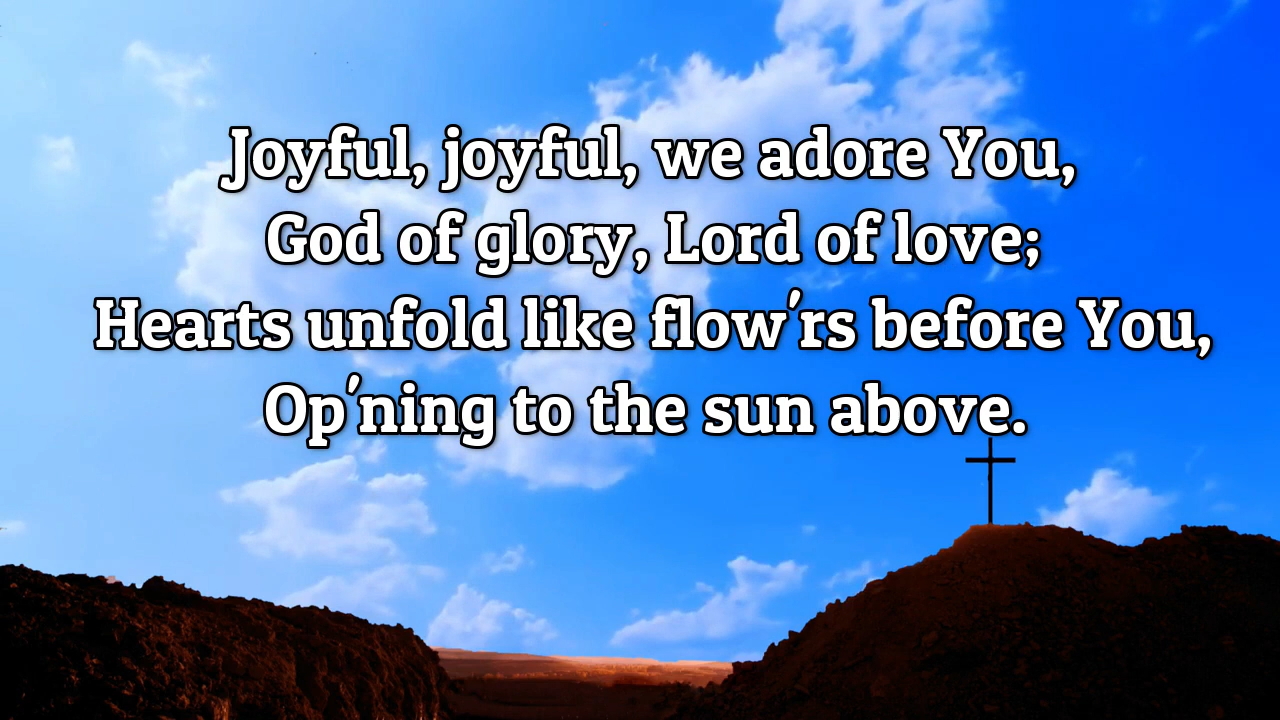 Joyful, joyful, we adore You,
God of glory, Lord of love;
Hearts unfold like flow'rs before You,
Op'ning to the sun above.